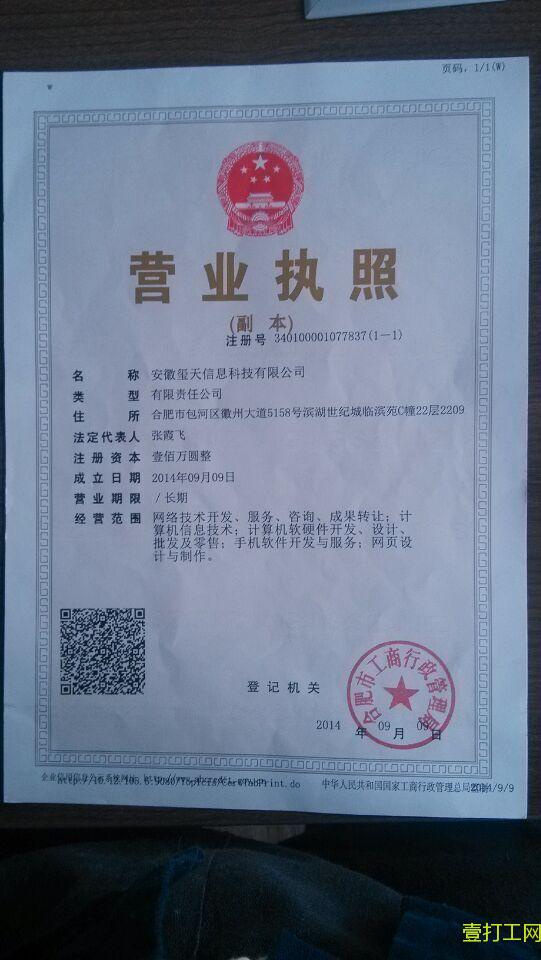 页码，1/1(W)
w
营业执照
(副 本)
注册号 340100001077837(1—1)
名 称 安徽玺天信息科技有限公司
类 型 有限责任公司
住 所 合肥市包河区徽州大道5158号滨湖世纪城临滨苑C幢22层2209
法定代表人 张霞飞
注册资本 壹佰万圆整
成立日期 2014年09月09日
营业期限 / 长期
经营范围 网络技术开发、服务、咨询、成果转让；计
算机信息技术；计算机软硬件开发、设计、
批发及零售；手机软件开发与服务；网页设
计与制作。
合肥市工商行政管理局
登记机关
2014 年 09 月 09 日
企业信用信息公示系统网址：
中华人民共和国国家工商行政管理总局监制
2014/9/9
壹打工网